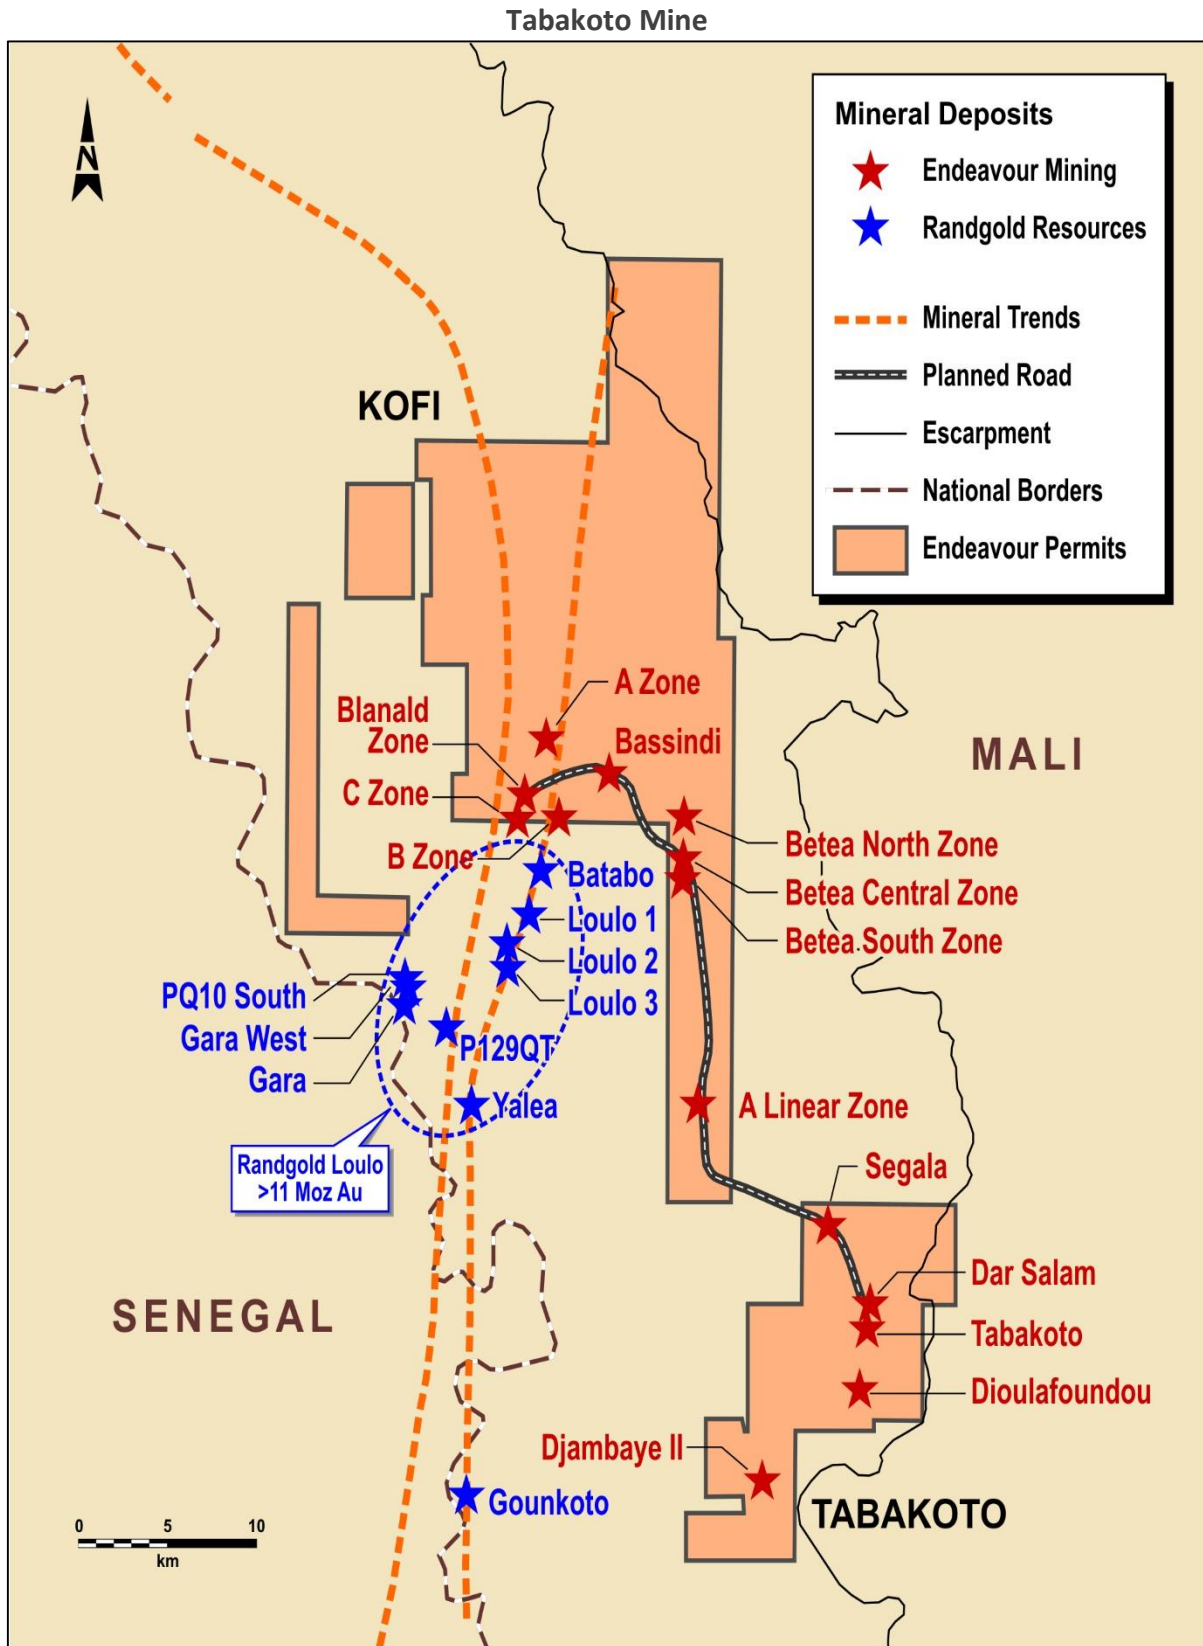 Tabakoto Mine
N
Mineral Deposits
Endeavour Mining
Randgold Resources
Mineral Trends
Planned Road
Escarpment
National Borders
Endeavour Permits
KOFI
A Zone
Blanald
Zone
Bassindi
MALI
C Zone
B Zone
Betea North Zone
Batabo
Betea Central Zone
Loulo 1
Betea South Zone
Loulo 2
PQ10 South
Loulo 3
Gara West
P129QT
Gara
Yalea
A Linear Zone
Randgold Loulo
>11 Moz Au
Segala
Dar Salam
SENEGAL
Tabakoto
Dioulafoundou
Djambaye II
Gounkoto
TABAKOTO
0 5 10
km